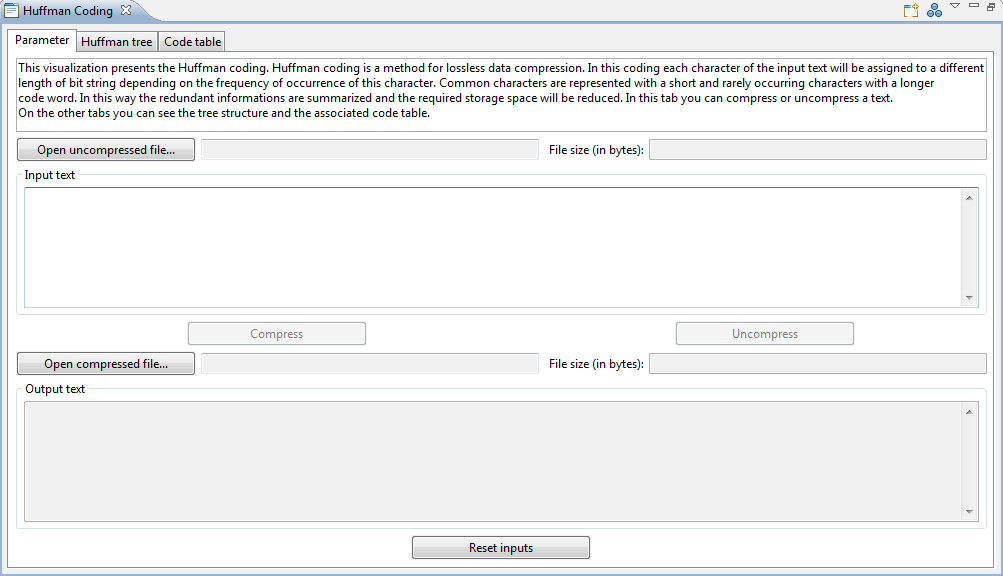 Huffman Coding
Parameter
Huffman tree
Code table
This visualization presents the Huffman coding. Huffman coding is a method for lossless data compression. In this coding each character of the input text will be assigned to a different
length of bit string depending on the frequency of occurrence of this character. Common characters are represented with a short and rarely occurring characters with a longer
code word. In this way the redundant informations are summarized and the required storage space will be reduced. In this tab you can compress or uncompress a text.
On the other tabs you can see the tree structure and the associated code table.
Open uncompressed file... File size (in bytes):
Input text
Compress Uncompress
Open compressed file... File size (in bytes):
Output text
Reset inputs